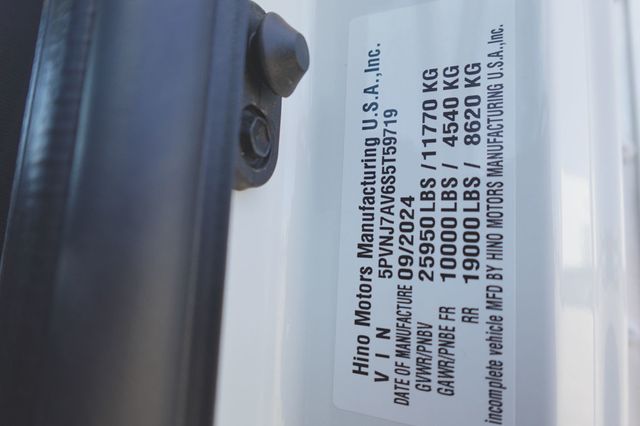 Hino Motors Manufacturing U.S.A.,Inc.
VIN 5PVNJ7AV6S5T59719
DATE OF MANUFACTURE 09/2024
GVWR/PNBV 25950 LBS / 11770 KG
GAWR/PNBE FR 10000 LBS / 4540 KG
RR 19000 LBS / 8620 KG
incomplete vehicle MFD BY HINO MOTORS MANUFACTURING U.S.A.,Inc.